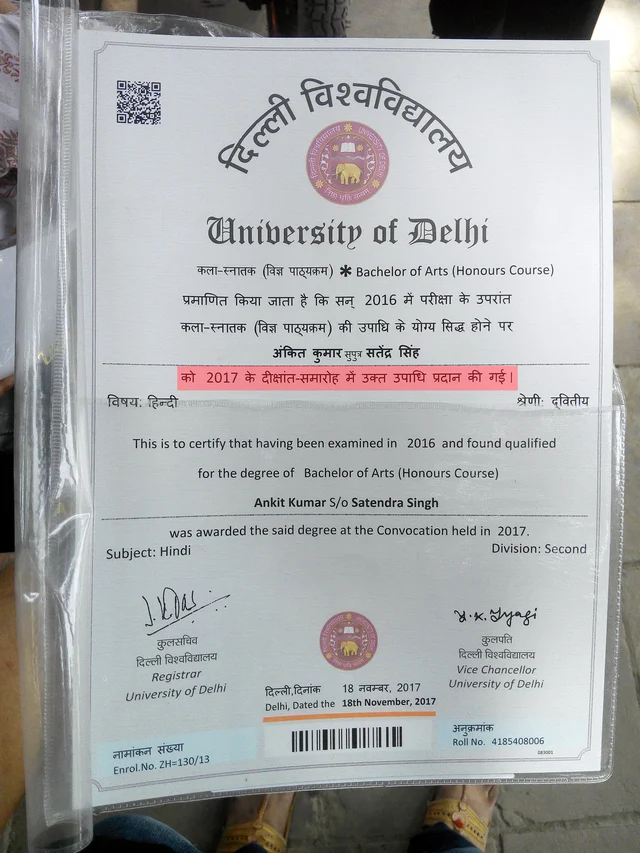 दिल्ली विश्वविद्यालय
University of Delhi
कला-स्नातक (विज्ञ पाठ्यक्रम) * Bachelor of Arts (Honours Course)
प्रमाणित किया जाता है कि सन् 2016 में परीक्षा के उपरांत
कला-स्नातक (विज्ञ पाठ्यक्रम) की उपाधि के योग्य सिद्ध होने पर
अंकित कुमार सुपुत्र सतेंद्र सिंह
को 2017 के दीक्षांत-समारोह में उक्त उपाधि प्रदान की गई।
विषय: हिन्दी श्रेणी: द्वितीय
This is to certify that having been examined in 2016 and found qualified
for the degree of Bachelor of Arts (Honours Course)
Ankit Kumar S/o Satendra Singh
was awarded the said degree at the Convocation held in 2017.
Subject: Hindi Division: Second
कुलसचिव
दिल्ली विश्वविद्यालय
Registrar
University of Delhi
Y.K. Tyagi
कुलपति
दिल्ली विश्वविद्यालय
Vice Chancellor
University of Delhi
दिल्ली,दिनांक 18 नवम्बर, 2017
Delhi, Dated the 18th November, 2017
नामांकन संख्या
Enrol.No. ZH=130/13
अनुक्रमांक
Roll No. 4185408006
083001